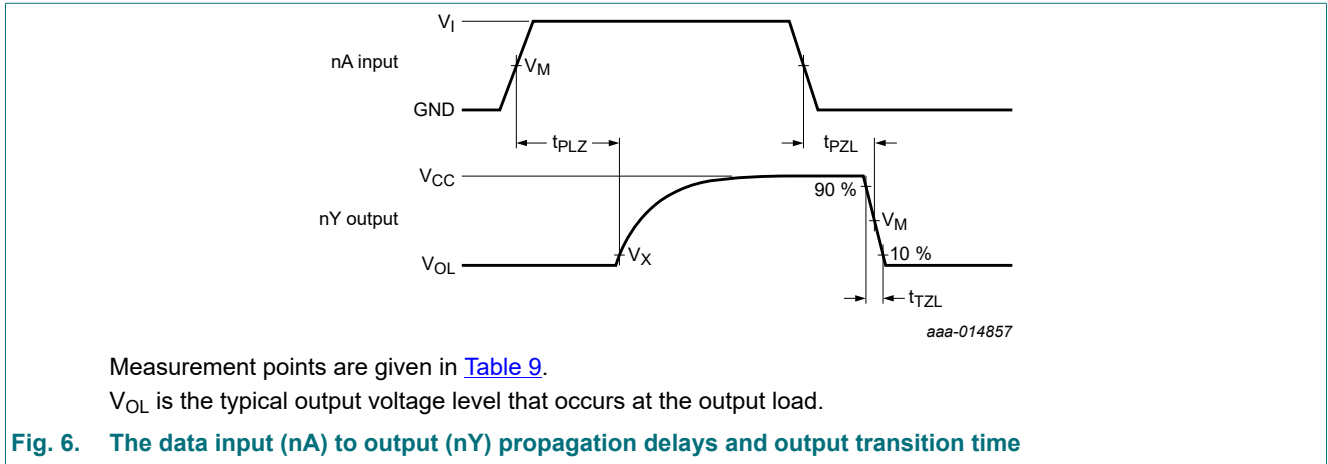 V_I
nA input
V_M
GND
t_PLZ
t_PZL
V_CC
90 %
nY output
V_M
V_X
10 %
V_OL
t_TZL
aaa-014857
Measurement points are given in Table 9.
V_OL is the typical output voltage level that occurs at the output load.
Fig. 6. The data input (nA) to output (nY) propagation delays and output transition time